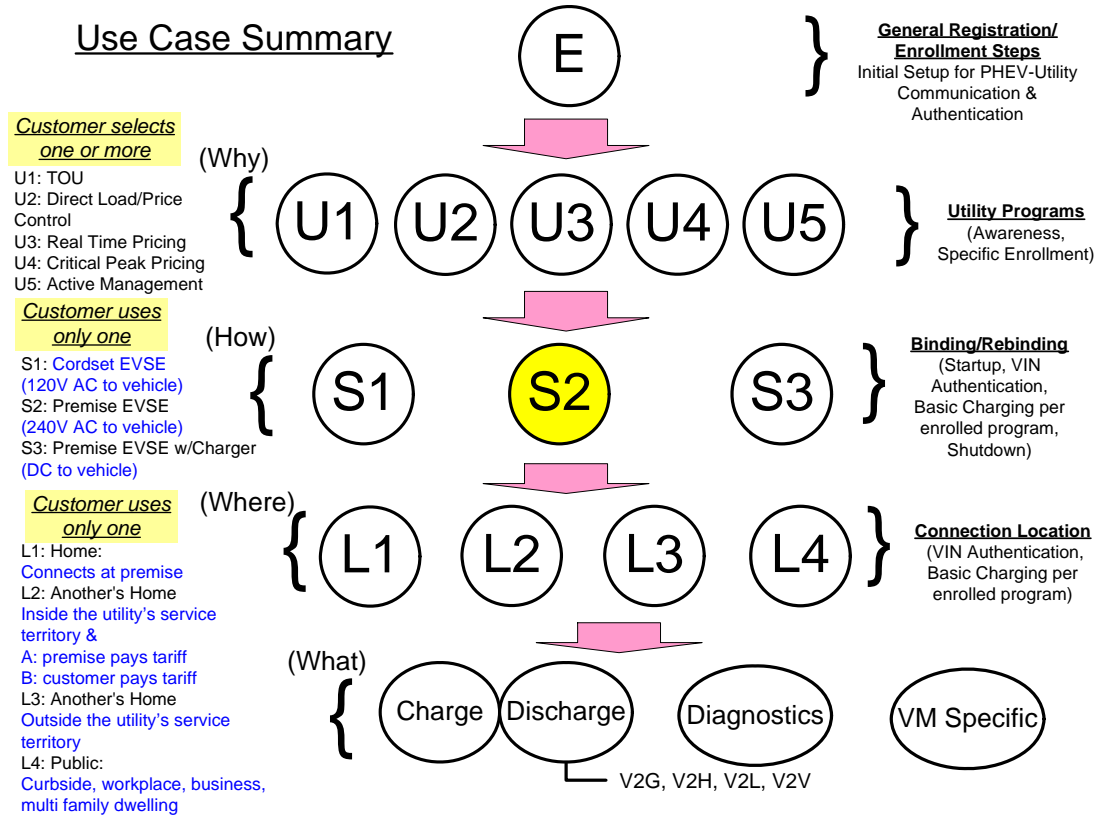 Use Case Summary
E
General Registration/
Enrollment Steps
Initial Setup for PHEV-Utility
Communication &
Authentication
Customer selects
one or more
(Why)
U1: TOU
U2: Direct Load/Price
Control
U3: Real Time Pricing
U4: Critical Peak Pricing
U5: Active Management
U1 U2 U3 U4 U5
Utility Programs
(Awareness,
Specific Enrollment)
Customer uses
only one
(How)
S1: Cordset EVSE
(120V AC to vehicle)
S2: Premise EVSE
(240V AC to vehicle)
S3: Premise EVSE w/Charger
(DC to vehicle)
S1 S2 S3
Binding/Rebinding
(Startup, VIN
Authentication,
Basic Charging per
enrolled program,
Shutdown)
Customer uses
only one
(Where)
L1: Home:
Connects at premise
L2: Another's Home
Inside the utility’s service
territory &
A: premise pays tariff
B: customer pays tariff
L3: Another's Home
Outside the utility’s service
territory
L4: Public:
Curbside, workplace, business,
multi family dwelling
L1 L2 L3 L4
Connection Location
(VIN Authentication,
Basic Charging per
enrolled program)
(What)
Charge Discharge Diagnostics VM Specific
V2G, V2H, V2L, V2V